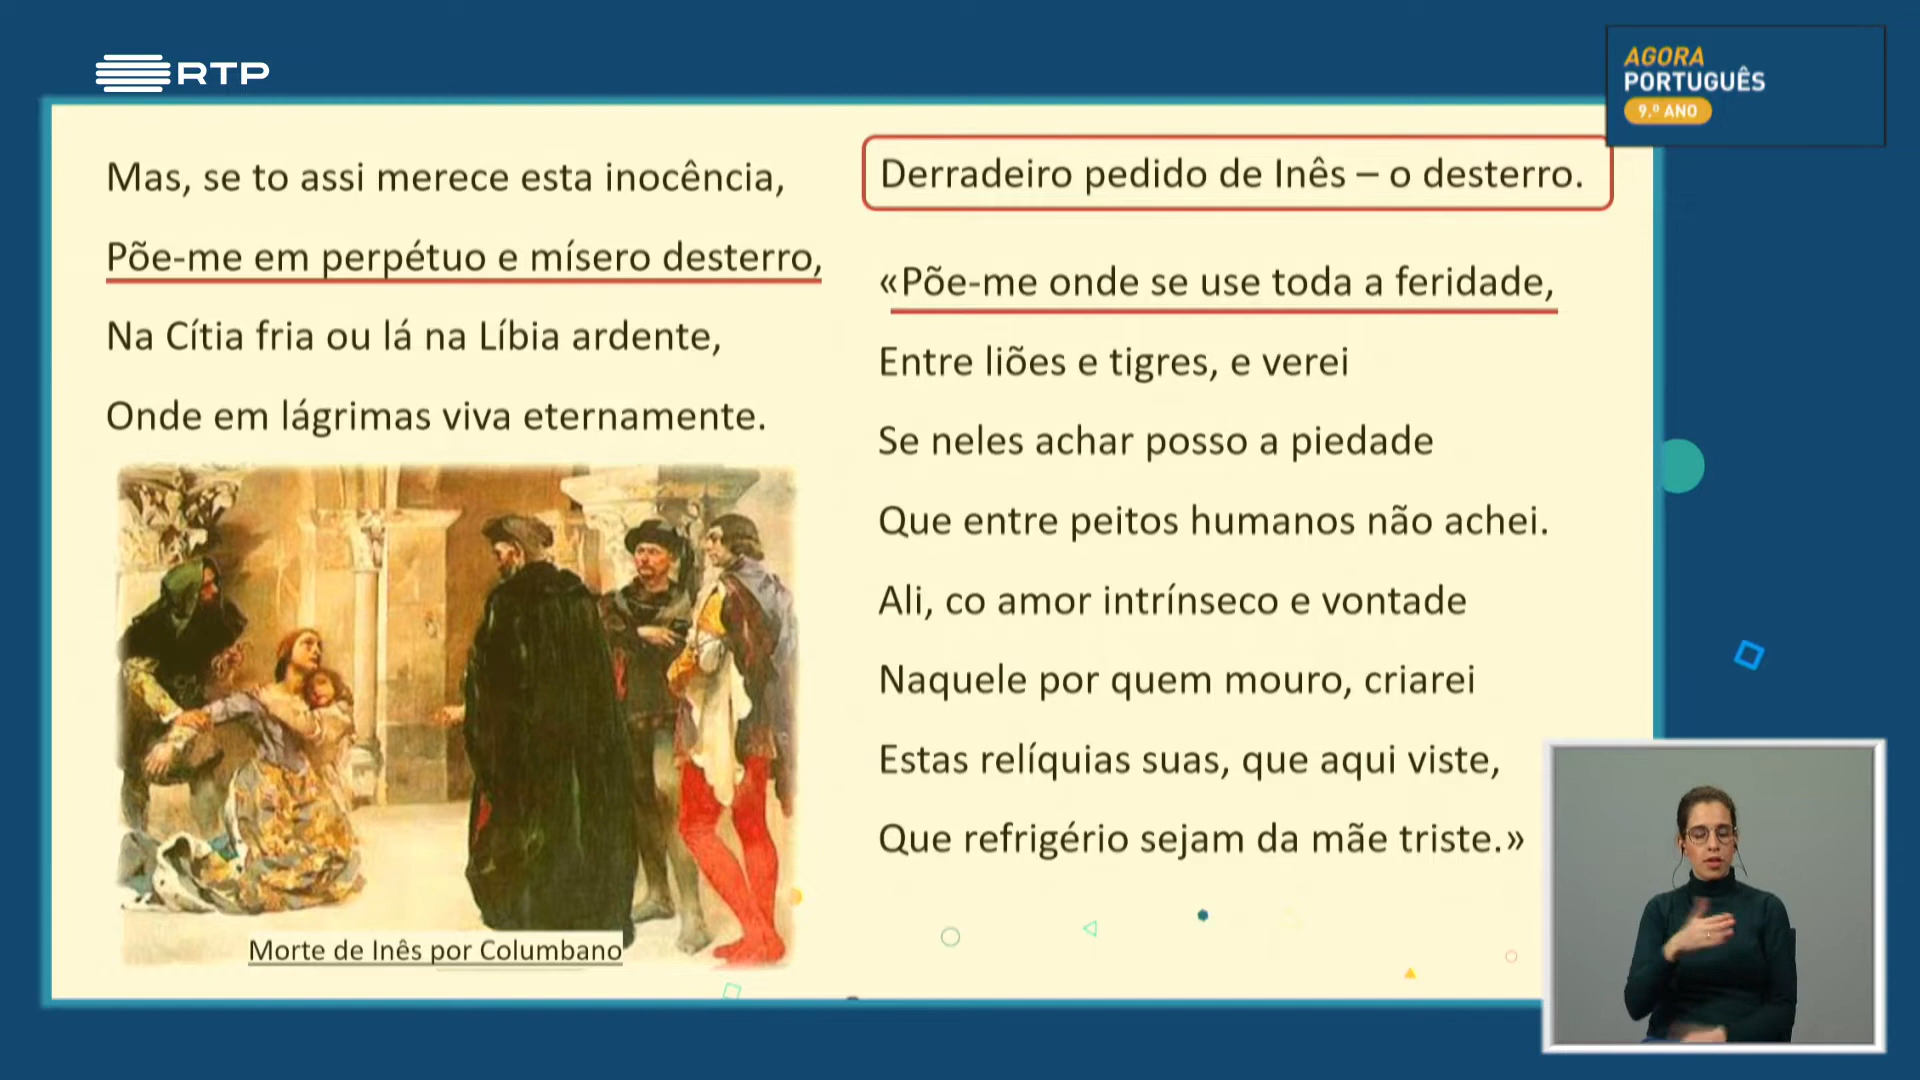 RTP
AGORA
PORTUGUÊS
9.º ANO
Mas, se to assi merece esta inocência,
Põe-me em perpétuo e mísero desterro,
Na Cítia fria ou lá na Líbia ardente,
Onde em lágrimas viva eternamente.
Morte de Inês por Columbano
Derradeiro pedido de Inês – o desterro.
«Põe-me onde se use toda a feridade,
Entre liões e tigres, e verei
Se neles achar posso a piedade
Que entre peitos humanos não achei.
Ali, co amor intrínseco e vontade
Naquele por quem mouro, criarei
Estas relíquias suas, que aqui viste,
Que refrigério sejam da mãe triste.»